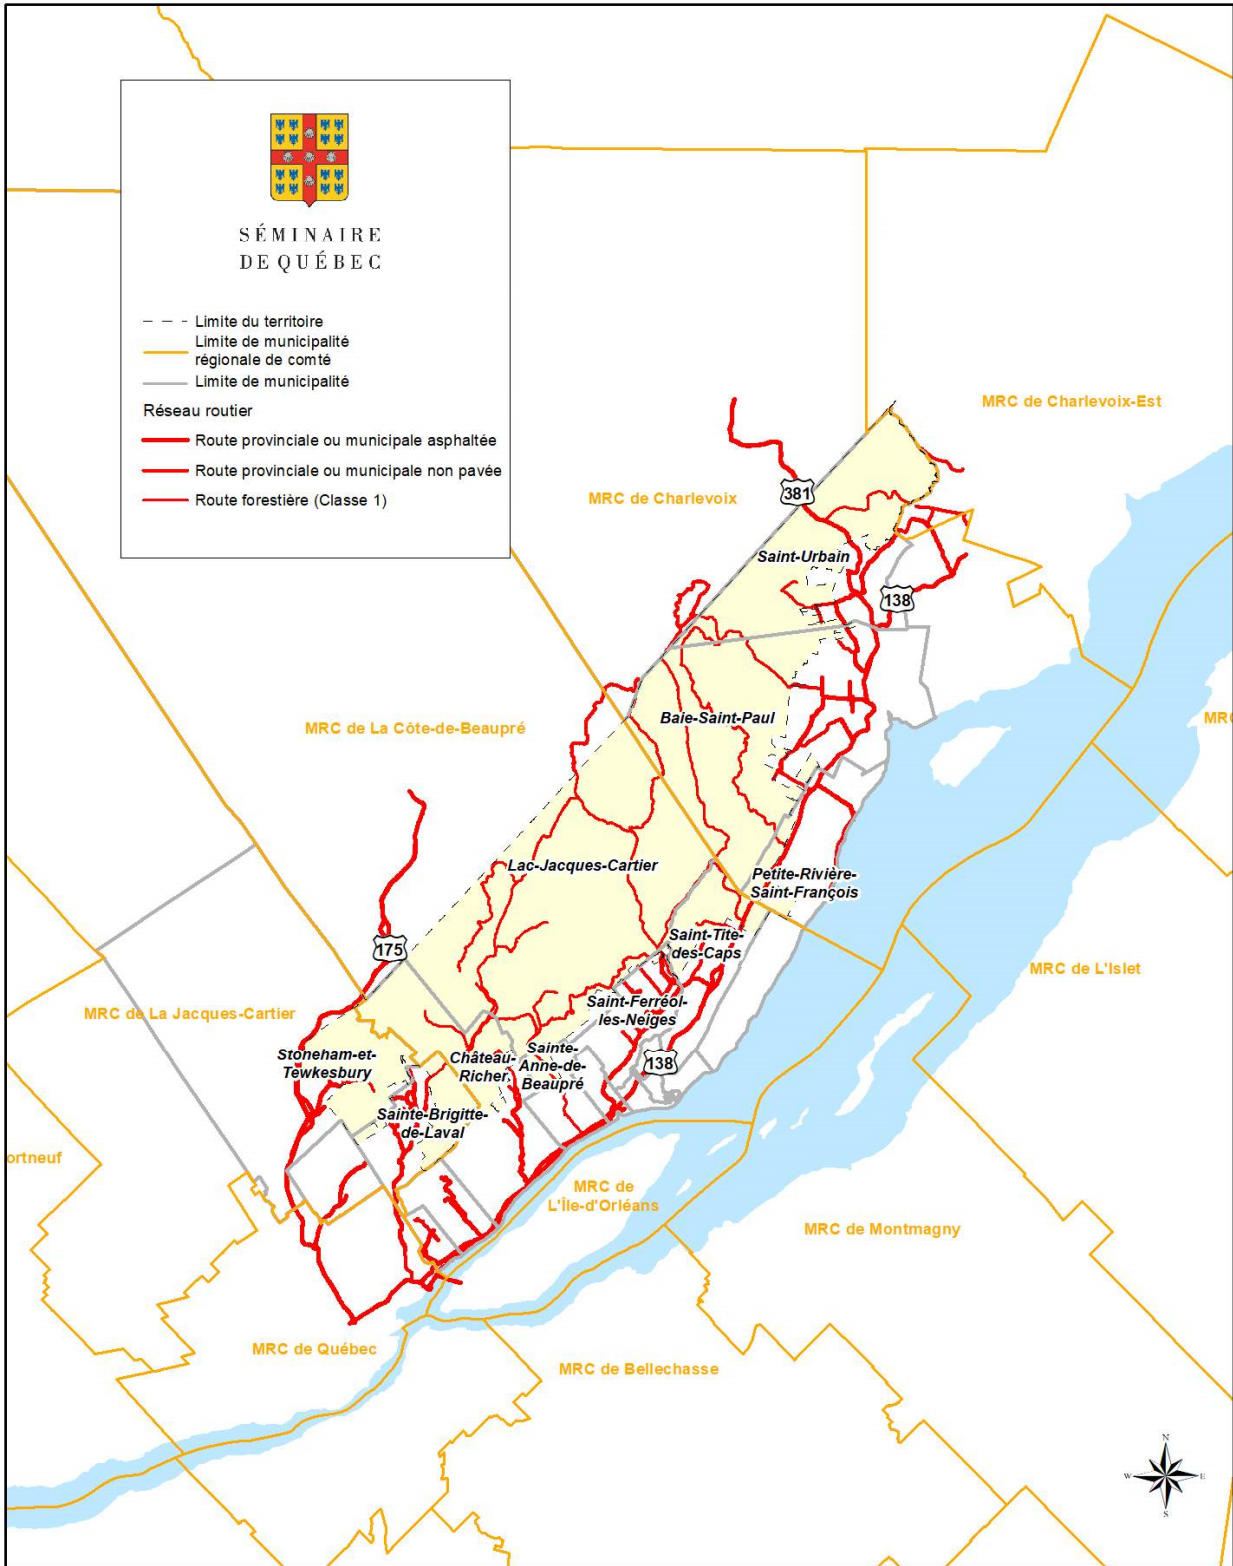 SÉMINAIRE
DE QUÉBEC
Limite du territoire
Limite de municipalité
régionale de comté
Limite de municipalité
Réseau routier
Route provinciale ou municipale asphaltée
Route provinciale ou municipale non pavée
Route forestière (Classe 1)
MRC de Charlevoix-Est
MRC de Charlevoix
381
Saint-Urbain
138
MRC de La Côte-de-Beaupré
Baie-Saint-Paul
MRC
Lac-Jacques-Cartier
Petite-Rivière-
Saint-François
175
Saint-Tite-
des-Caps
MRC de L'Islet
MRC de La Jacques-Cartier
Saint-Ferréol-
les-Neiges
Stoneham-et-
Tewkesbury
Château-
Richer
Sainte-
Anne-de-
Beaupré
138
Sainte-Brigitte-
de-Laval
ortneuf
MRC de
L'Île-d'Orléans
MRC de Montmagny
MRC de Québec
MRC de Bellechasse
N
W E
S